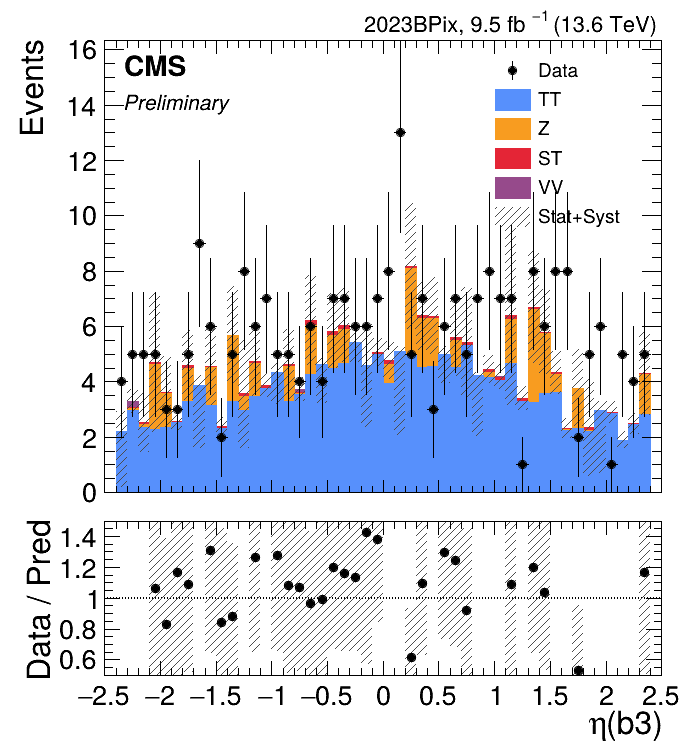 2023BPix, 9.5 fb⁻¹ (13.6 TeV)
Events
CMS
Preliminary
Data
TT
Z
ST
VV
Stat+Syst
16
14
12
10
8
6
4
2
0
Data / Pred
1.4
1.2
1
0.8
0.6
−2.5 −2 −1.5 −1 −0.5 0 0.5 1 1.5 2 2.5
η(b3)